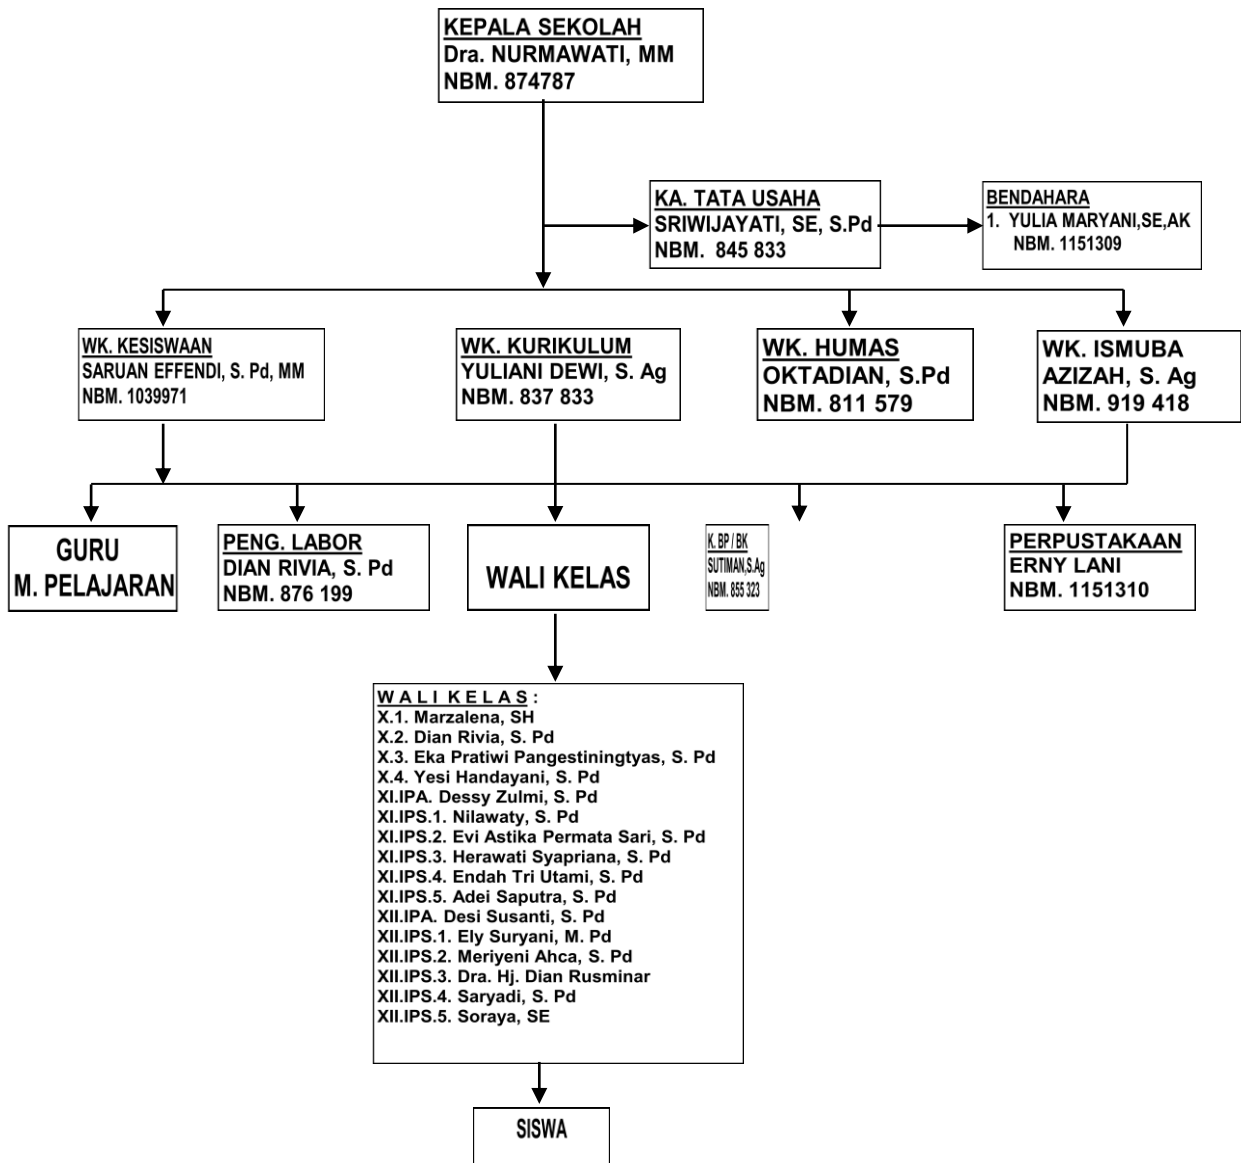 KEPALA SEKOLAH
Dra. NURMAWATI, MM
NBM. 874787
KA. TATA USAHA
SRIWIJAYATI, SE, S.Pd
NBM.  845 833
BENDAHARA
1.  YULIA MARYANI,SE,AK
NBM. 1151309
WK. KESISWAAN
SARUAN EFFENDI, S. Pd, MM
NBM. 1039971
WK. KURIKULUM
YULIANI DEWI, S. Ag
NBM. 837 833
WK. HUMAS
OKTADIAN, S.Pd
NBM. 811 579
WK. ISMUBA
AZIZAH, S. Ag
NBM. 919 418
GURU
M. PELAJARAN
PENG. LABOR
DIAN RIVIA, S. Pd
NBM. 876 199
WALI KELAS
K. BP / BK
SUTIMAN,S.Ag
NBM. 855 323
PERPUSTAKAAN
ERNY LANI
NBM. 1151310
W A L I  K E L A S :
X.1. Marzalena, SH
X.2. Dian Rivia, S. Pd
X.3. Eka Pratiwi Pangestiningtyas, S. Pd
X.4. Yesi Handayani, S. Pd
XI.IPA. Dessy Zulmi, S. Pd
XI.IPS.1. Nilawaty, S. Pd
XI.IPS.2. Evi Astika Permata Sari, S. Pd
XI.IPS.3. Herawati Syapriana, S. Pd
XI.IPS.4. Endah Tri Utami, S. Pd
XI.IPS.5. Adei Saputra, S. Pd
XII.IPA. Desi Susanti, S. Pd
XII.IPS.1. Ely Suryani, M. Pd
XII.IPS.2. Meriyeni Ahca, S. Pd
XII.IPS.3. Dra. Hj. Dian Rusminar
XII.IPS.4. Saryadi, S. Pd
XII.IPS.5. Soraya, SE
SISWA